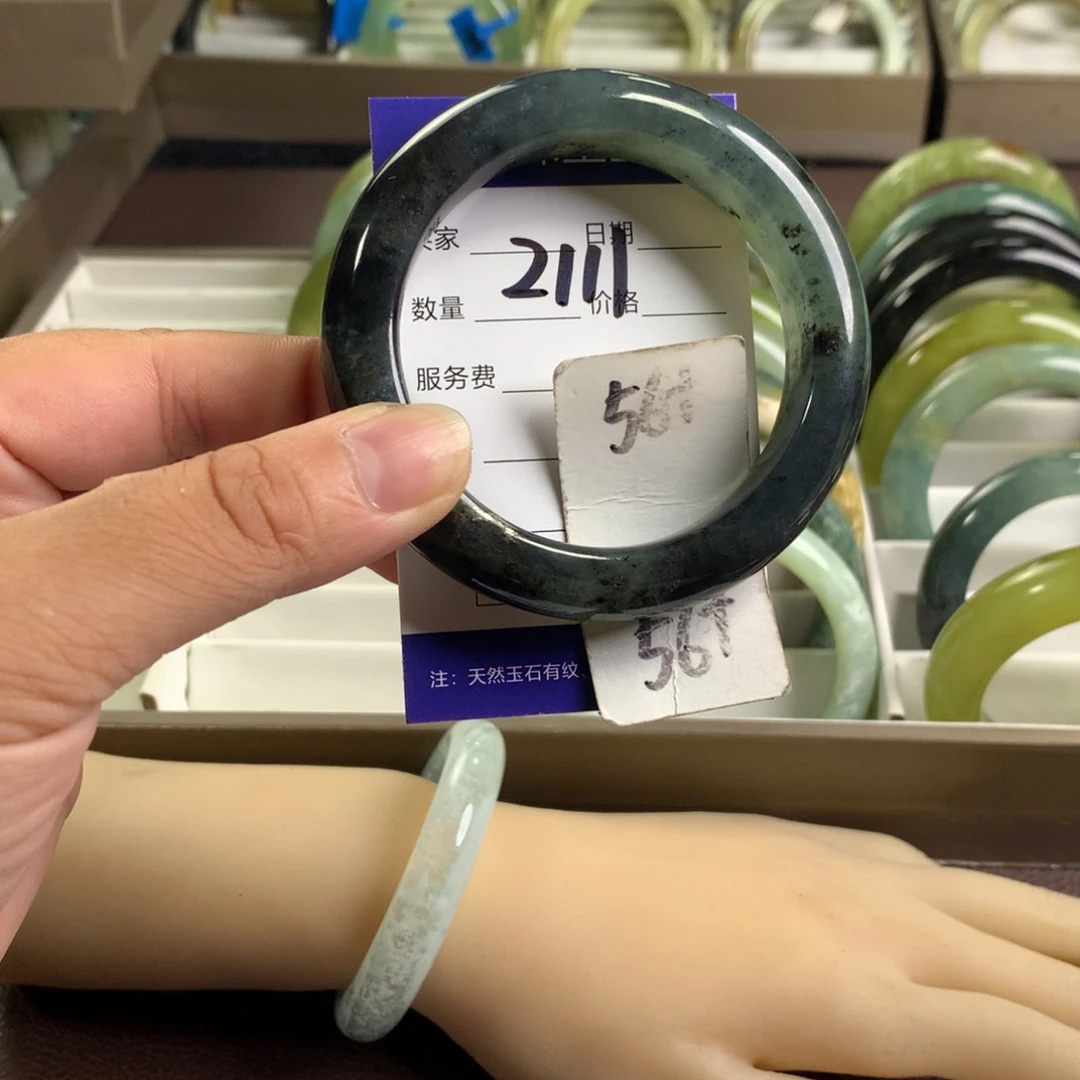 家 日期
2111
数量 价格
服务费
56
56
注：天然玉石有纹